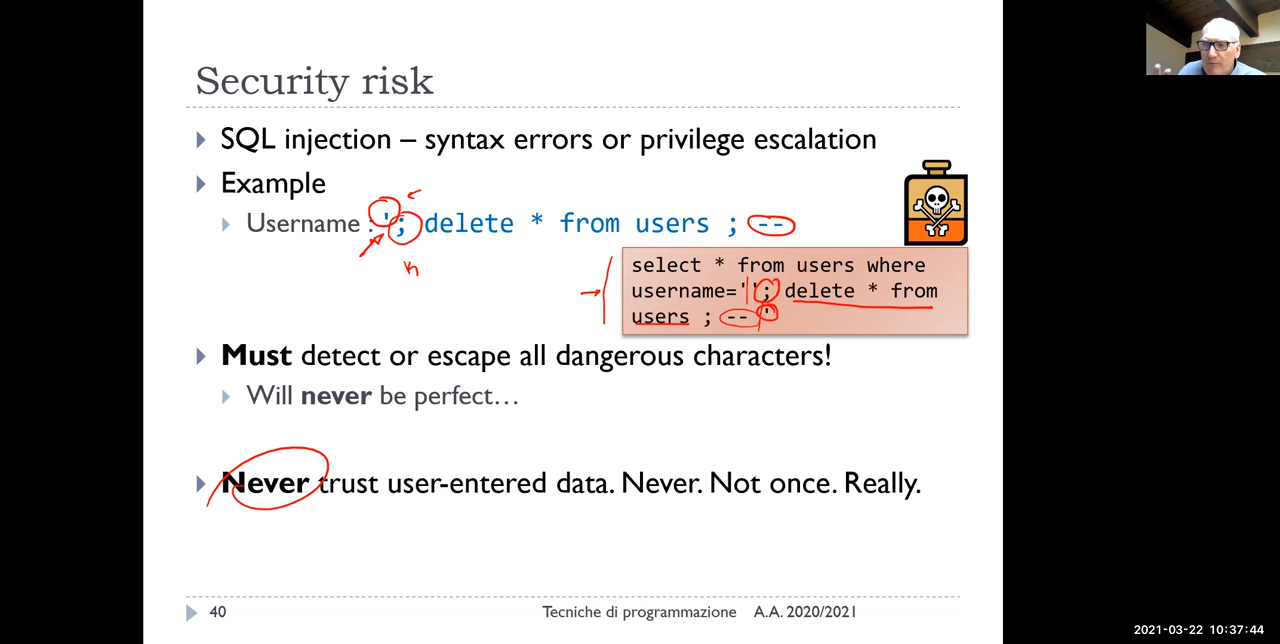 Security risk
SQL injection – syntax errors or privilege escalation
Example
Username : '; delete * from users ; --
select * from users where
username=''; delete * from
users ; -- '
Must detect or escape all dangerous characters!
Will never be perfect…
Never trust user-entered data. Never. Not once. Really.
40
Tecniche di programmazione A.A. 2020/2021
2021-03-22 10:37:44